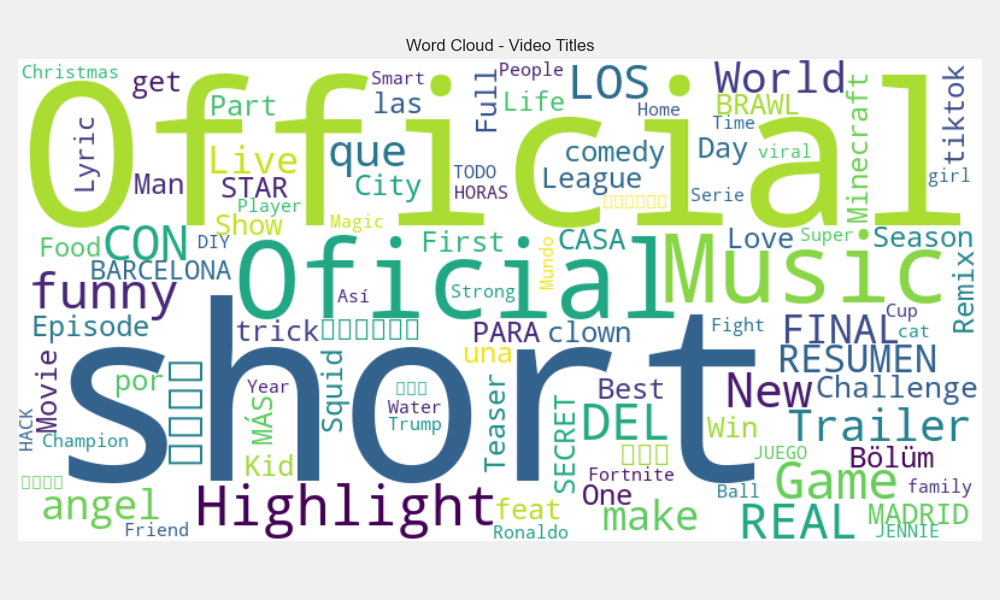 Word Cloud - Video Titles
Christmas
get
Part
Smart
las
Full
People
Life
LOS
Home
World
BRAWL
Time
Minecraft
tiktok
Official
Lyric
Man
Live
STAR
Player
Show
que
City
Magic
TODO
HORAS
comedy
League
Day
viral
Serie
girl
Food
CON
DIY
BARCELONA
Oficial
First
Strong
Así
Mundo
CASA
Music
Love
Super
Season
Remix
funny
Episode
trick
PARA
clown
una
Fight
FINAL
Cup
cat
RESUMEN
short
Movie
por
Year
MÁS
Squid
Water
Trump
Teaser
Best
New
Challenge
HACK
Champion
Kid
SECRET
DEL
Win
Trailer
JUEGO
Bölüm
angel
Friend
Highlight
feat
Ronaldo
Fortnite
One
make
Ball
Game
REAL
family
MADRID
JENNIE